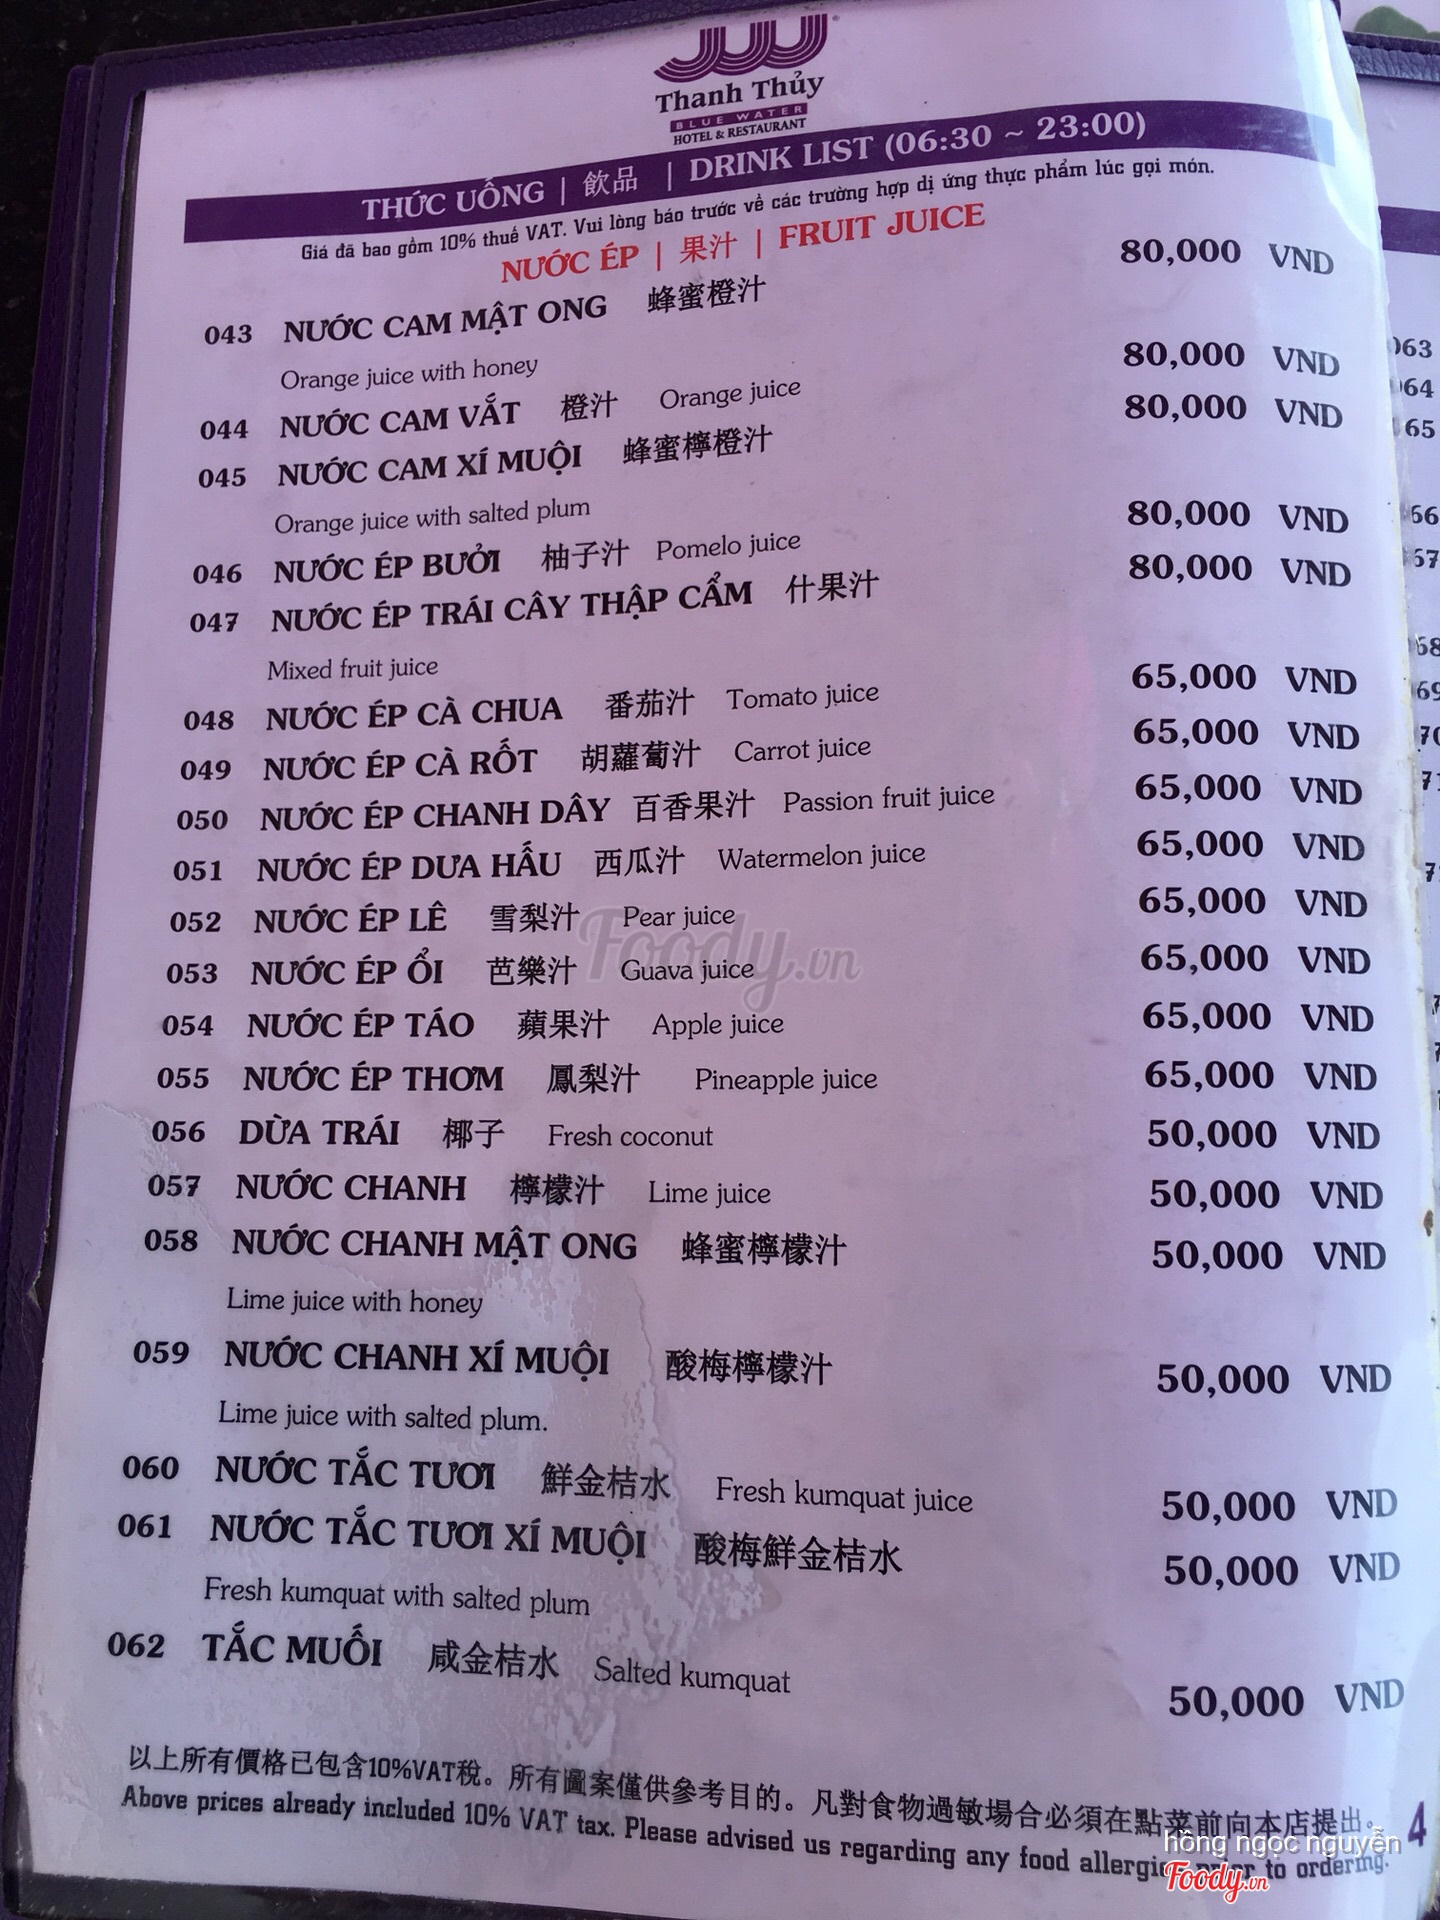 Thanh Thủy
BLUE WATER
HOTEL & RESTAURANT
THỨC UỐNG | 飲品 | DRINK LIST (06:30 ~ 23:00)
Giá đã bao gồm 10% thuế VAT. Vui lòng báo trước về các trường hợp dị ứng thực phẩm lúc gọi món.
NƯỚC ÉP | 果汁 | FRUIT JUICE
043 NƯỚC CAM MẬT ONG 蜂蜜橙汁 80,000 VND
Orange juice with honey
044 NƯỚC CAM VẮT 橙汁 Orange juice 80,000 VND
045 NƯỚC CAM XÍ MUỘI 蜂蜜檸橙汁 80,000 VND
Orange juice with salted plum
046 NƯỚC ÉP BƯỞI 柚子汁 Pomelo juice 80,000 VND
047 NƯỚC ÉP TRÁI CÂY THẬP CẨM 什果汁 80,000 VND
Mixed fruit juice
048 NƯỚC ÉP CÀ CHUA 番茄汁 Tomato juice 65,000 VND
049 NƯỚC ÉP CÀ RỐT 胡蘿蔔汁 Carrot juice 65,000 VND
050 NƯỚC ÉP CHANH DÂY 百香果汁 Passion fruit juice 65,000 VND
051 NƯỚC ÉP DƯA HẤU 西瓜汁 Watermelon juice 65,000 VND
052 NƯỚC ÉP LÊ 雪梨汁 Pear juice 65,000 VND
053 NƯỚC ÉP ỔI 芭樂汁 Guava juice 65,000 VND
054 NƯỚC ÉP TÁO 蘋果汁 Apple juice 65,000 VND
055 NƯỚC ÉP THƠM 鳳梨汁 Pineapple juice 65,000 VND
056 DỪA TRÁI 椰子 Fresh coconut 50,000 VND
057 NƯỚC CHANH 檸檬汁 Lime juice 50,000 VND
058 NƯỚC CHANH MẬT ONG 蜂蜜檸檬汁 50,000 VND
Lime juice with honey
059 NƯỚC CHANH XÍ MUỘI 酸梅檸檬汁 50,000 VND
Lime juice with salted plum.
060 NƯỚC TẮC TƯƠI 鮮金桔水 Fresh kumquat juice 50,000 VND
061 NƯỚC TẮC TƯƠI XÍ MUỘI 酸梅鮮金桔水 50,000 VND
Fresh kumquat with salted plum
062 TẮC MUỐI 咸金桔水 Salted kumquat 50,000 VND
以上所有價格已包含10%VAT稅。所有圖案僅供參考目的。凡對食物過敏場合必須在點菜前向本店提出。
Above prices already included 10% VAT tax. Please advised us regarding any food allergic prior to ordering.
4
Foody.vn
hồng ngọc nguyễn
Foody.vn